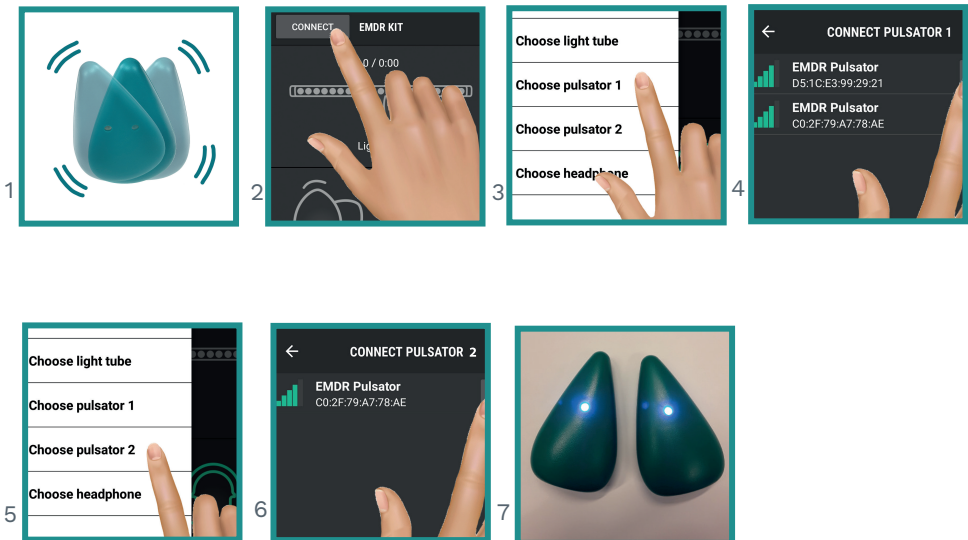 1
2
CONNECT EMDR KIT
0 / 0:00
Lig
3
Choose light tube
Choose pulsator 1
Choose pulsator 2
Choose headphone
4
CONNECT PULSATOR 1
EMDR Pulsator
D5:1C:E3:99:29:21
EMDR Pulsator
C0:2F:79:A7:78:AE
5
Choose light tube
Choose pulsator 1
Choose pulsator 2
Choose headphone
6
CONNECT PULSATOR 2
EMDR Pulsator
C0:2F:79:A7:78:AE
7